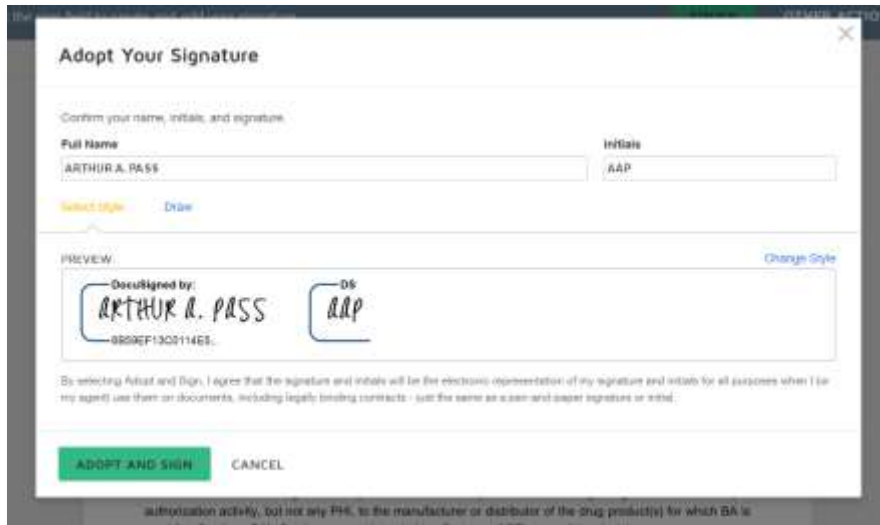 OTHER ACTIO
Adopt Your Signature
Confirm your name, initials, and signature.
Full Name
Initials
ARTHUR A. PASS
AAP
Select Style
Draw
PREVIEW
Change Style
DocuSigned by:
DS
ARTHUR A. PASS
AAP
By selecting Adopt and Sign, I agree that the signature and initials will be the electronic representation of my signature and initials for all purposes when I (or
my agent) use them on documents, including legally binding contracts - just the same as a pen-and-paper signature or initial.
ADOPT AND SIGN
CANCEL
authorization activity, but not any PHI, to the manufacturer or distributor of the drug product(s) for which BA is